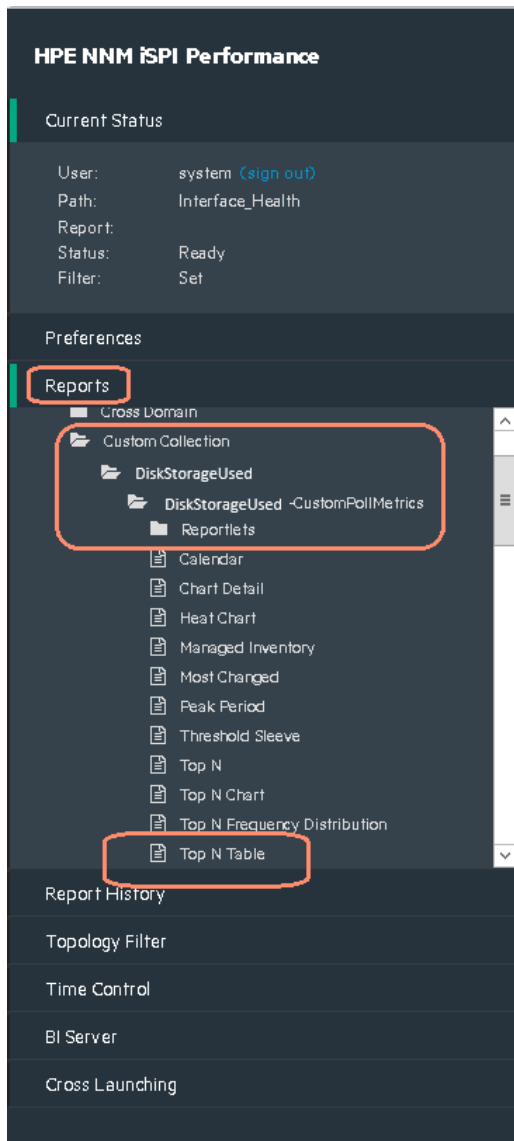 HPE NNM iSPI Performance
Current Status
User: system (sign out)
Path: Interface_Health
Report:
Status: Ready
Filter: Set
Preferences
Reports
Cross Domain
Custom Collection
DiskStorageUsed
DiskStorageUsed -CustomPollMetrics
Reportlets
Calendar
Chart Detail
Heat Chart
Managed Inventory
Most Changed
Peak Period
Threshold Sleeve
Top N
Top N Chart
Top N Frequency Distribution
Top N Table
Report History
Topology Filter
Time Control
BI Server
Cross Launching